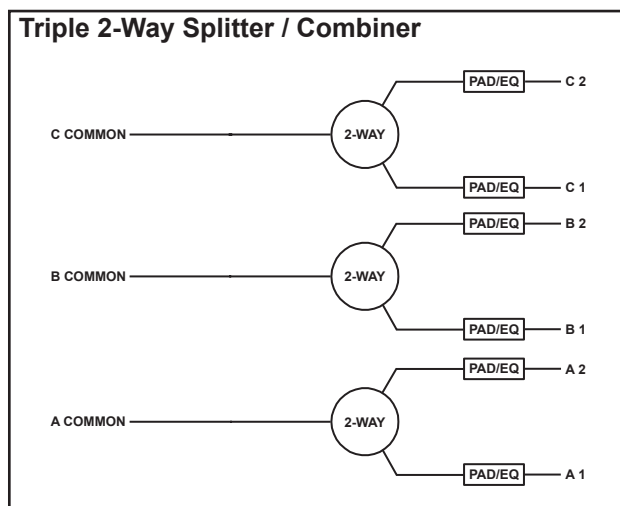 Triple 2-Way Splitter / Combiner
PAD/EQ C 2
C COMMON 2-WAY
PAD/EQ C 1
PAD/EQ B 2
B COMMON 2-WAY
PAD/EQ B 1
PAD/EQ A 2
A COMMON 2-WAY
PAD/EQ A 1